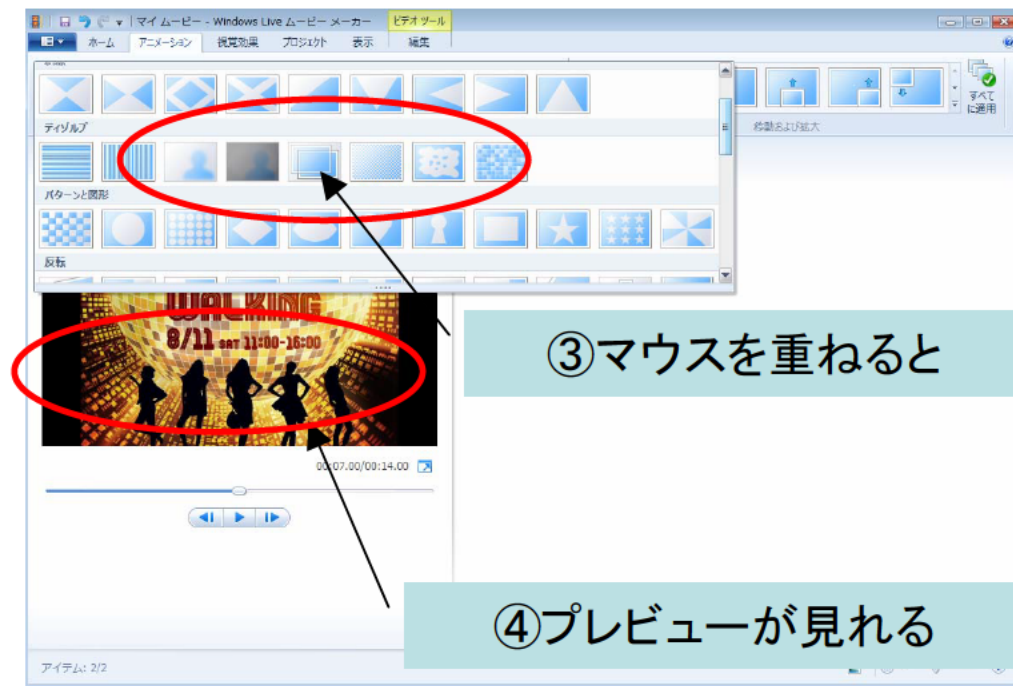 マイ ムービー - Windows Live ムービー メーカー
ビデオ ツール
ホーム アニメーション 視覚効果 プロジェクト 表示 編集
すべて
に適用
移動および拡大
ディゾルブ
パターンと図形
反転
WALKING
8/11 SAT 11:00-16:00
③マウスを重ねると
00:07.00/00:14.00
④プレビューが見れる
アイテム: 2/2